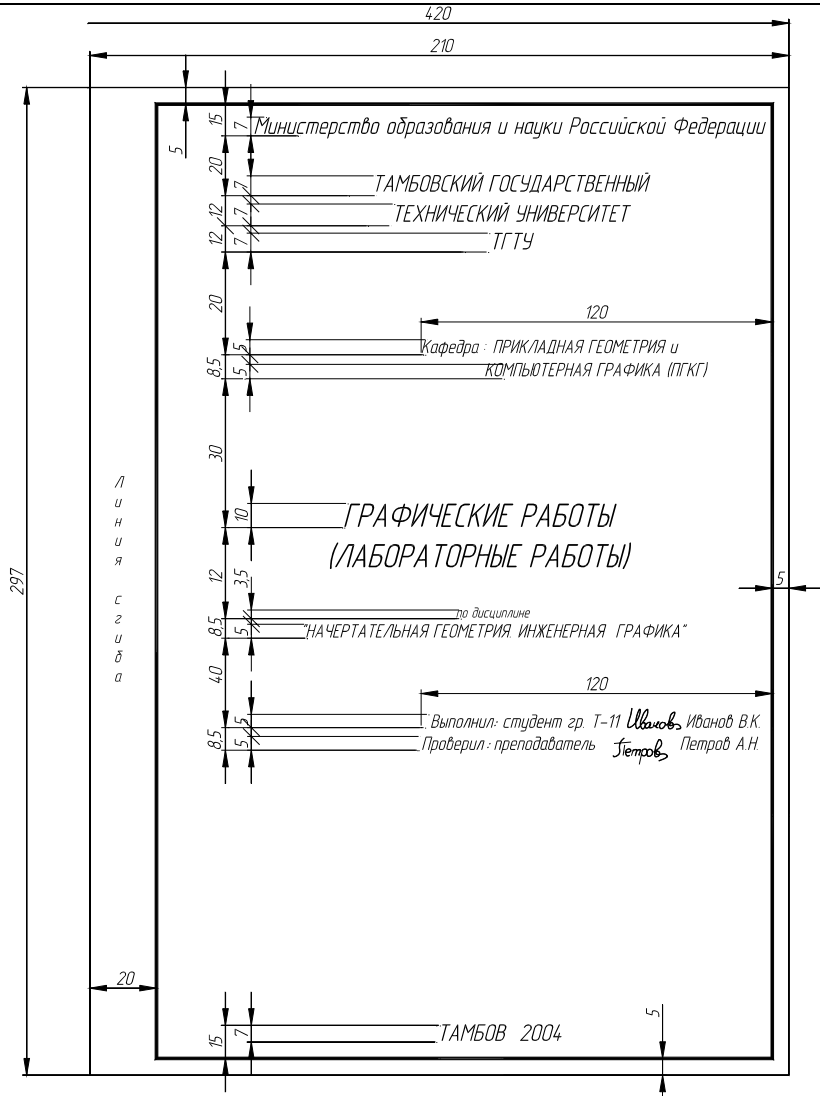 420
210
5
15
7
Министерство образования и науки Российской Федерации
20
7
ТАМБОВСКИЙ ГОСУДАРСТВЕННЫЙ
12
7
ТЕХНИЧЕСКИЙ УНИВЕРСИТЕТ
12
7
ТГТУ
20
120
5
Кафедра : ПРИКЛАДНАЯ ГЕОМЕТРИЯ и
8,5
5
КОМПЬЮТЕРНАЯ ГРАФИКА (ПГКГ)
30
Линия сгиба
10
ГРАФИЧЕСКИЕ РАБОТЫ
(ЛАБОРАТОРНЫЕ РАБОТЫ)
297
12
3,5
5
по дисциплине
8,5
5
"НАЧЕРТАТЕЛЬНАЯ ГЕОМЕТРИЯ. ИНЖЕНЕРНАЯ ГРАФИКА"
40
120
5
Выполнил: студент гр. Т-11 Иванов Иванов В.К.
8,5
5
Проверил: преподаватель Петров Петров А.Н.
20
5
15
7
ТАМБОВ 2004